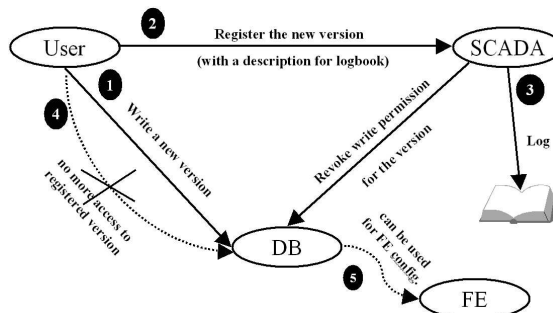 User
2
Register the new version
(with a description for logbook)
SCADA
1
3
4
Write a new version
Revoke write permission
for the version
Log
no more access to
registered version
DB
5
can be used
for FE config.
FE